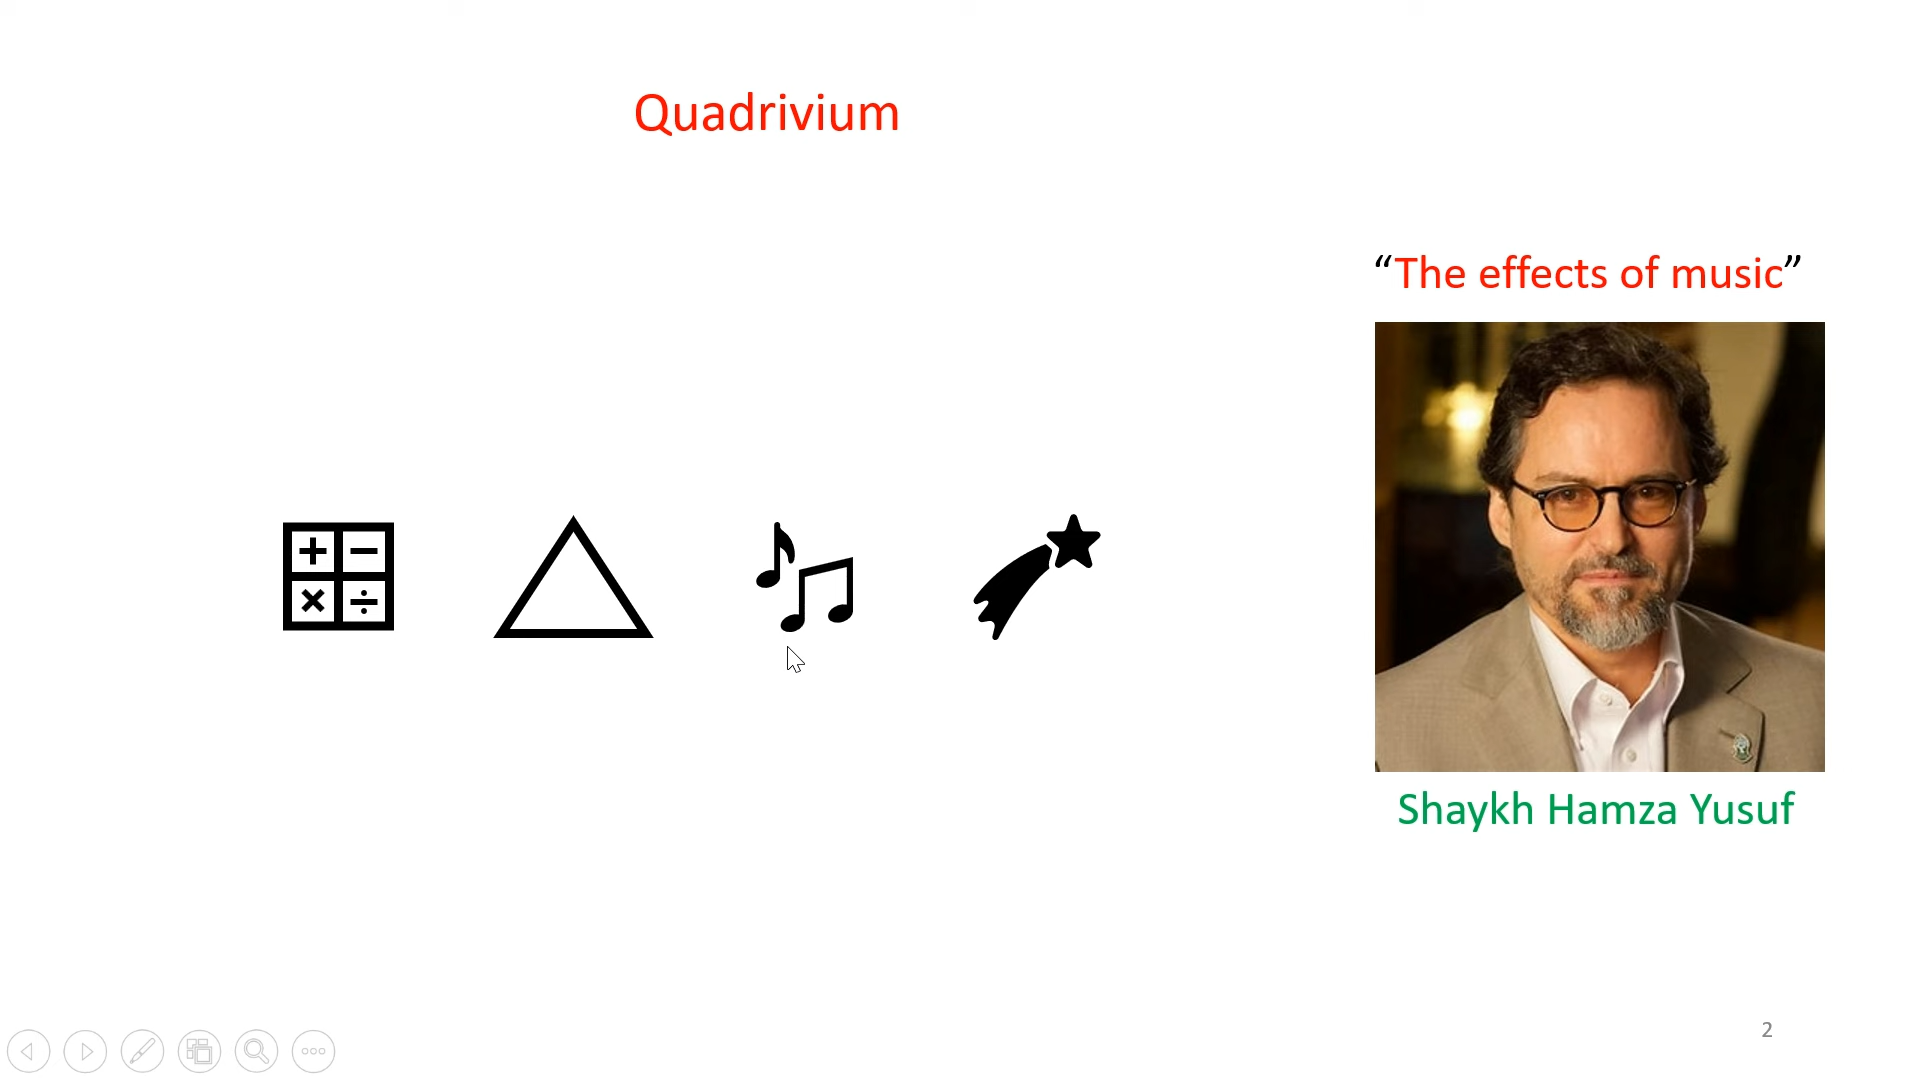 Quadrivium
“The effects of music”
Shaykh Hamza Yusuf
2